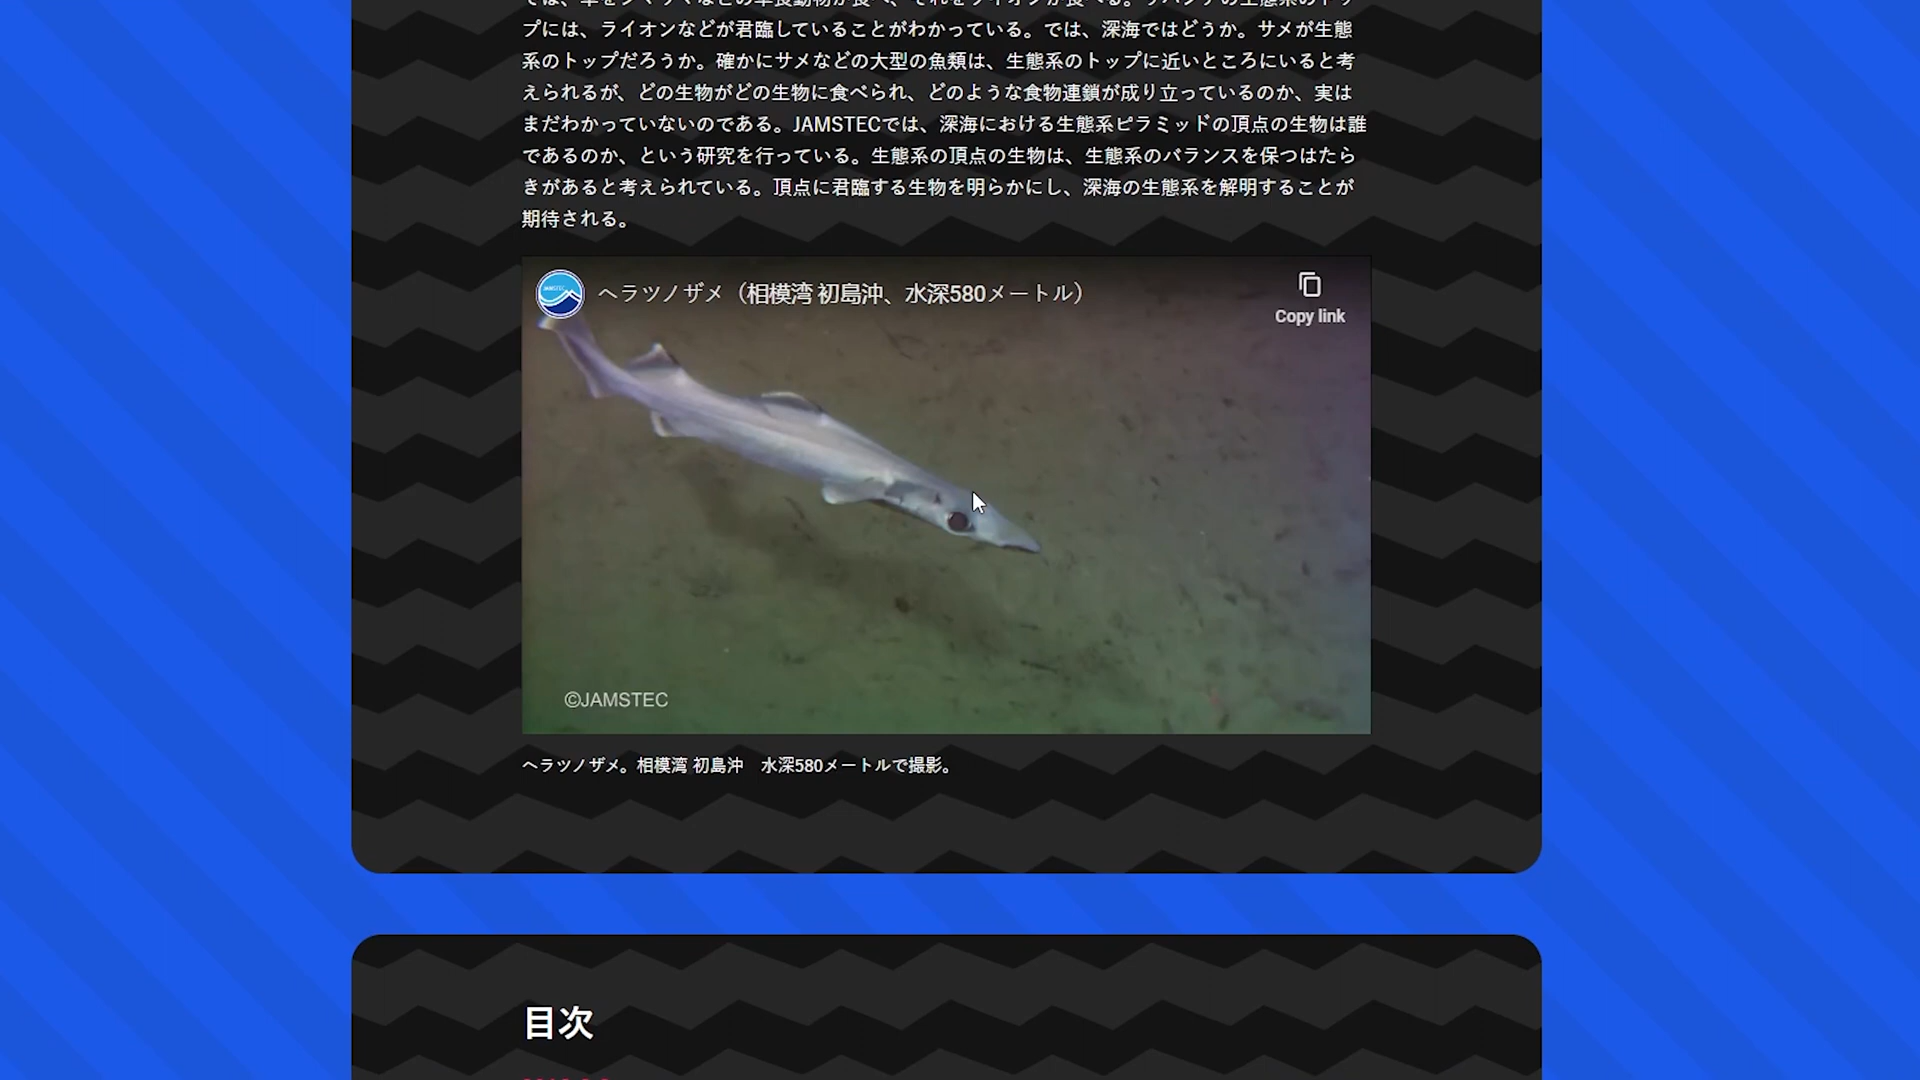 プには、ライオンなどが君臨していることがわかっている。では、深海ではどうか。サメが生態
系のトップだろうか。確かにサメなどの大型の魚類は、生態系のトップに近いところにいると考
えられるが、どの生物がどの生物に食べられ、どのような食物連鎖が成り立っているのか、実は
まだわかっていないのである。JAMSTECでは、深海における生態系ピラミッドの頂点の生物は誰
であるのか、という研究を行っている。生態系の頂点の生物は、生態系のバランスを保つはたら
きがあると考えられている。頂点に君臨する生物を明らかにし、深海の生態系を解明することが
期待される。
ヘラツノザメ（相模湾 初島沖、水深580メートル）
Copy link
©JAMSTEC
ヘラツノザメ。相模湾 初島沖　水深580メートルで撮影。
目次